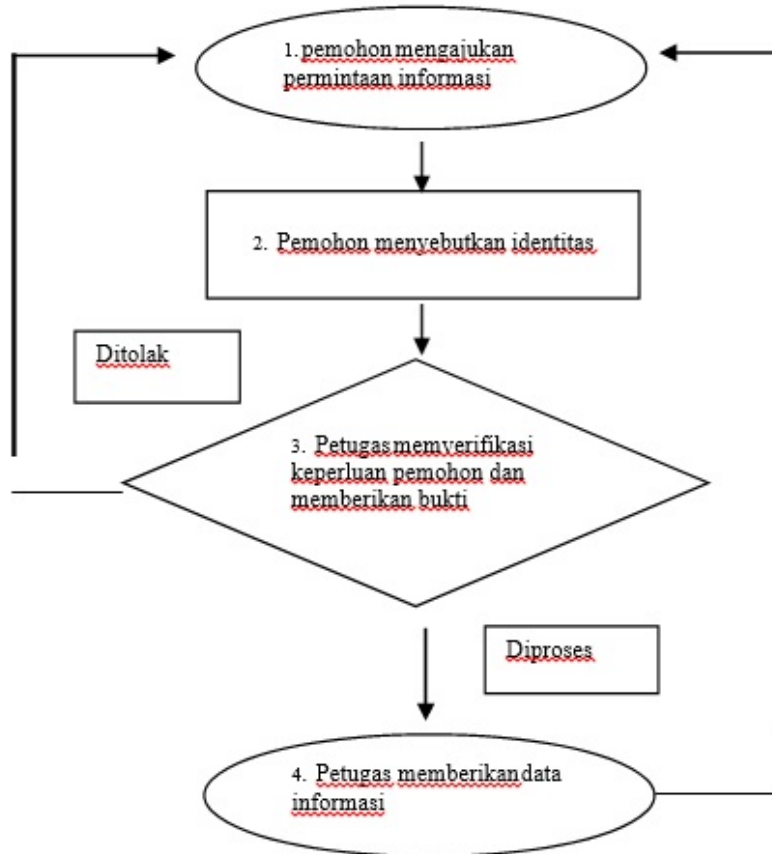 1. pemohon mengajukan
permintaan informasi
2. Pemohon menyebutkan identitas
Ditolak
3. Petugas memyerifikasi
keperluan pemohon dan
memberikan bukti
Diproses
4. Petugas memberikan data
informasi